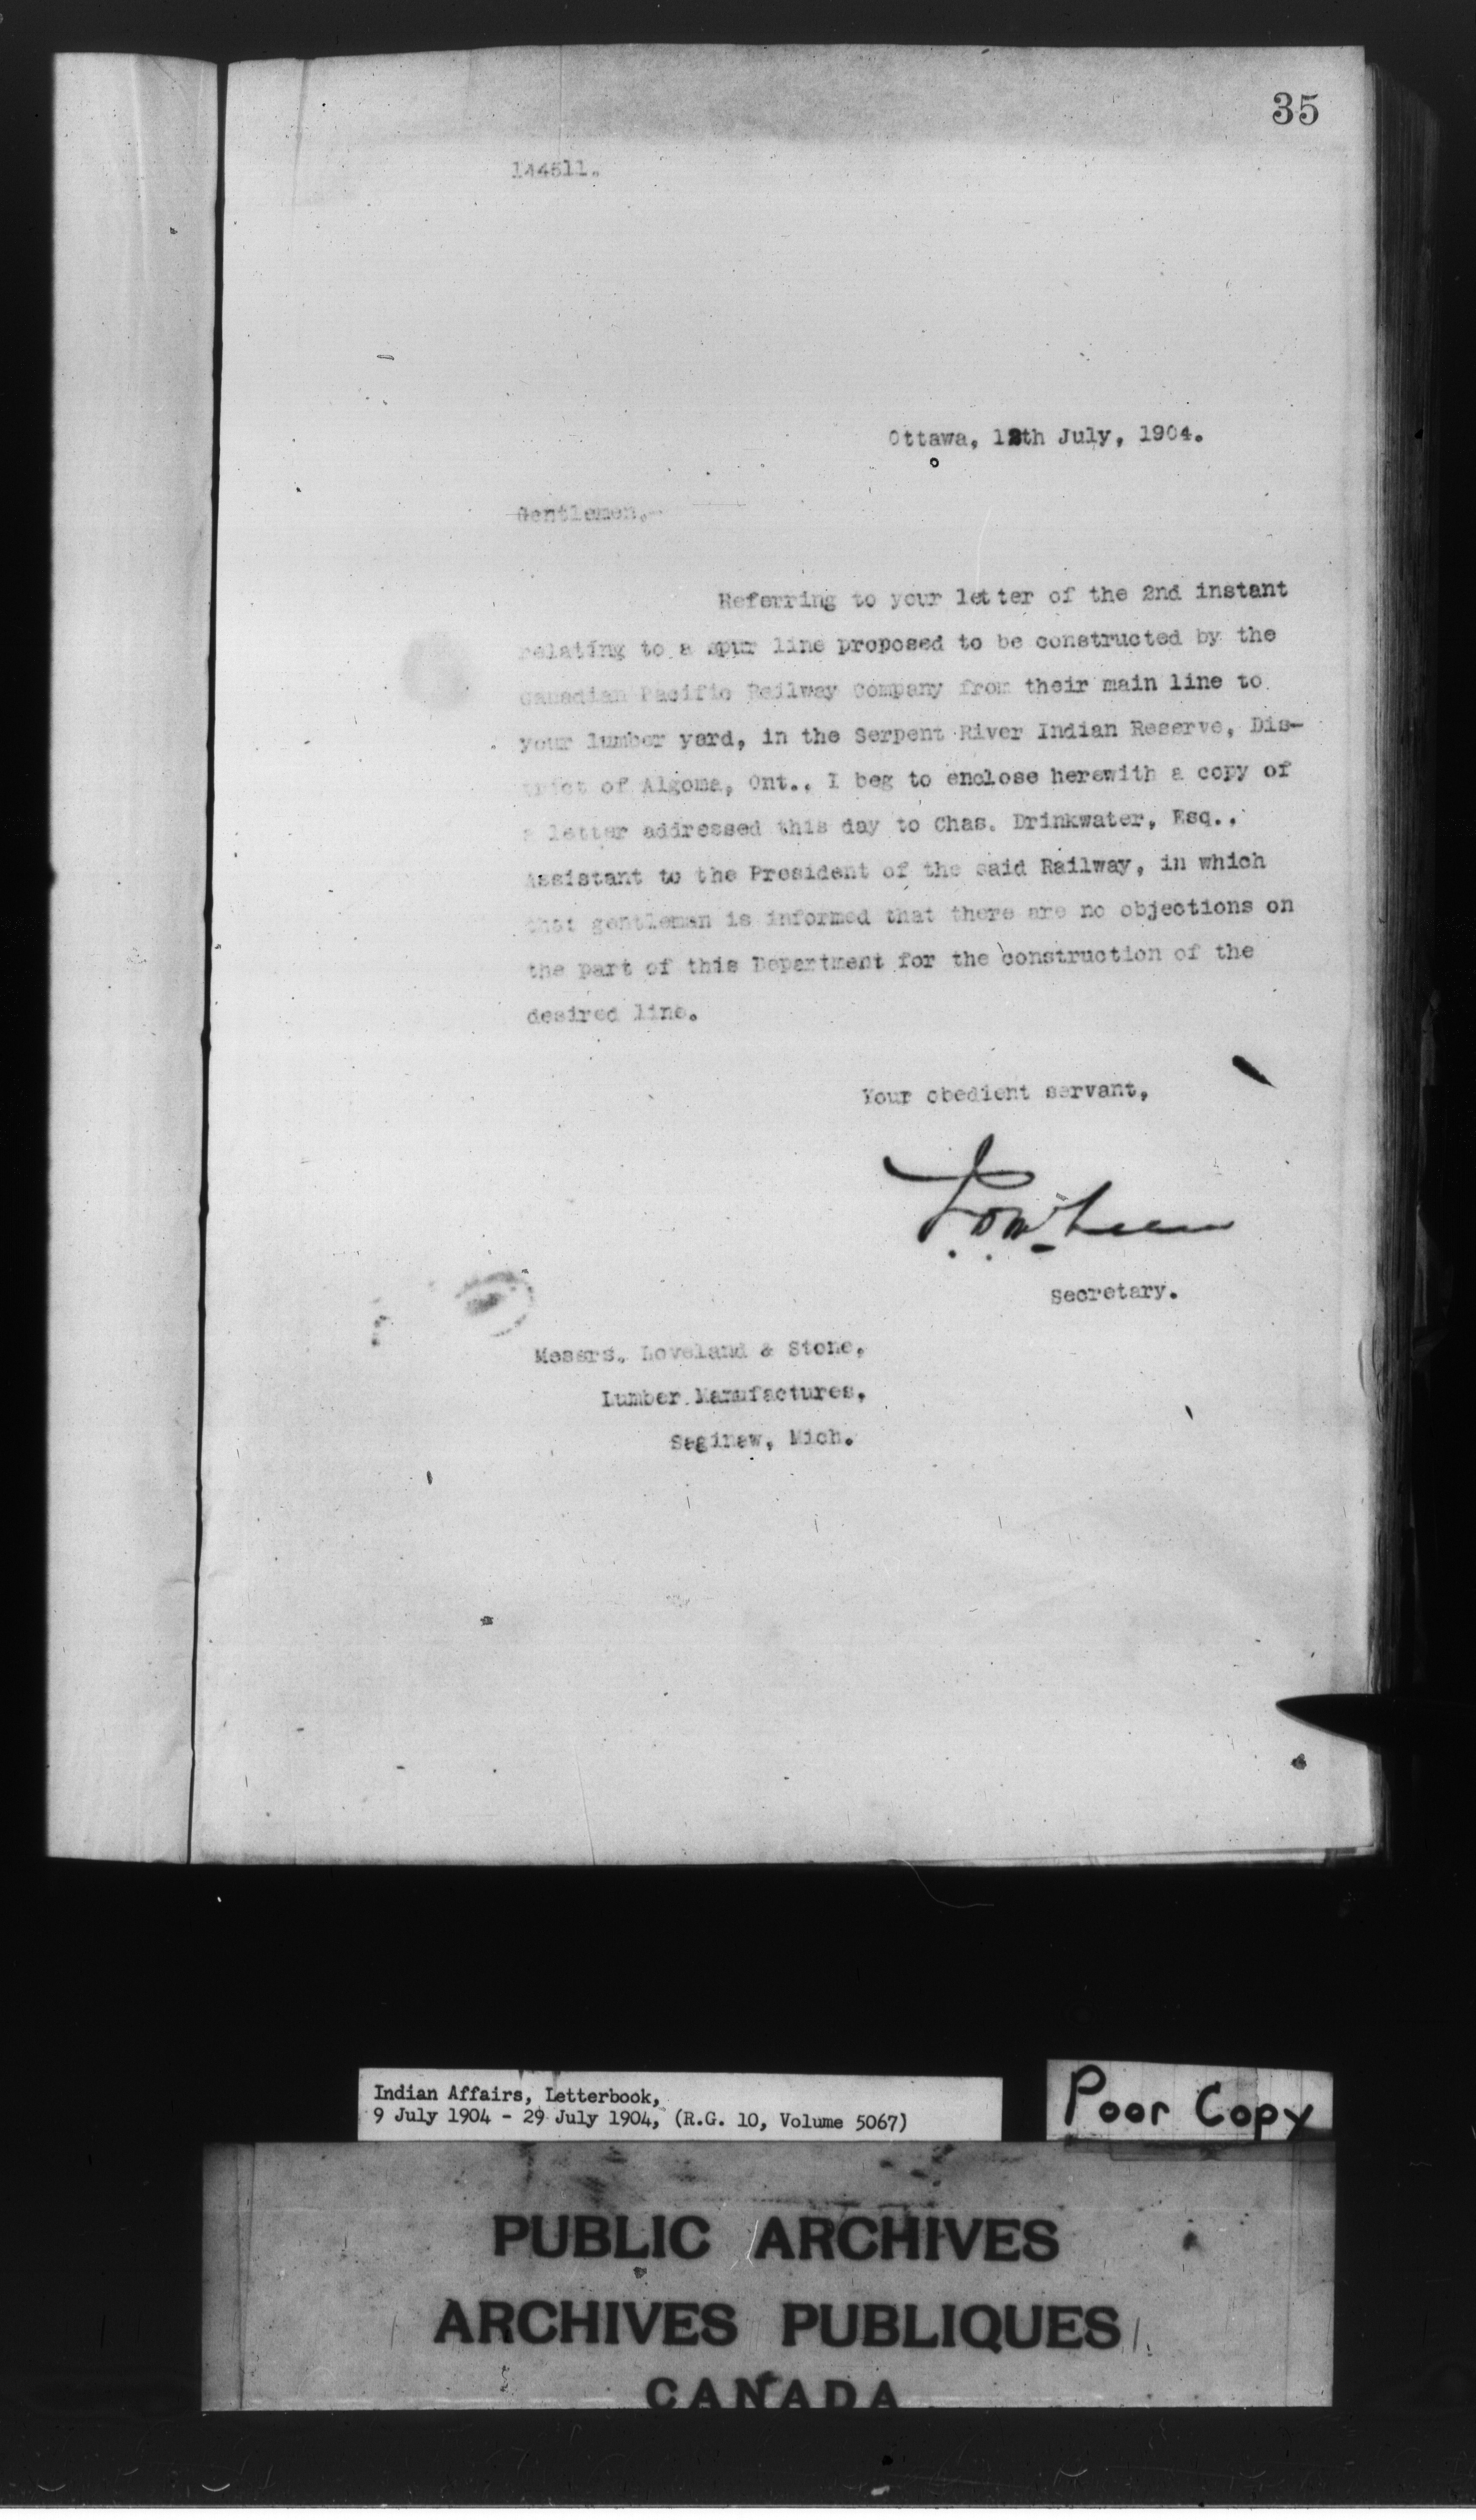 35
144511.
Ottawa, 12th July, 1904.
Gentlemen,-
Referring to your letter of the 2nd instant
relating to a spur line proposed to be constructed by the
Canadian Pacific Railway Company from their main line to
your lumber yard, in the Serpent River Indian Reserve, Dis-
trict of Algoma, Ont., I beg to enclose herewith a copy of
a letter addressed this day to Chas. Drinkwater, Esq.,
Assistant to the President of the said Railway, in which
that gentleman is informed that there are no objections on
the part of this Department for the construction of the
desired line.
Your obedient servant,
Secretary.
Messrs. Loveland & Stone,
Lumber Manufactures,
Saginaw, Mich.
Indian Affairs, Letterbook,
9 July 1904 - 29 July 1904, (R.G. 10, Volume 5067)
Poor Copy
PUBLIC ARCHIVES
ARCHIVES PUBLIQUES
CANADA